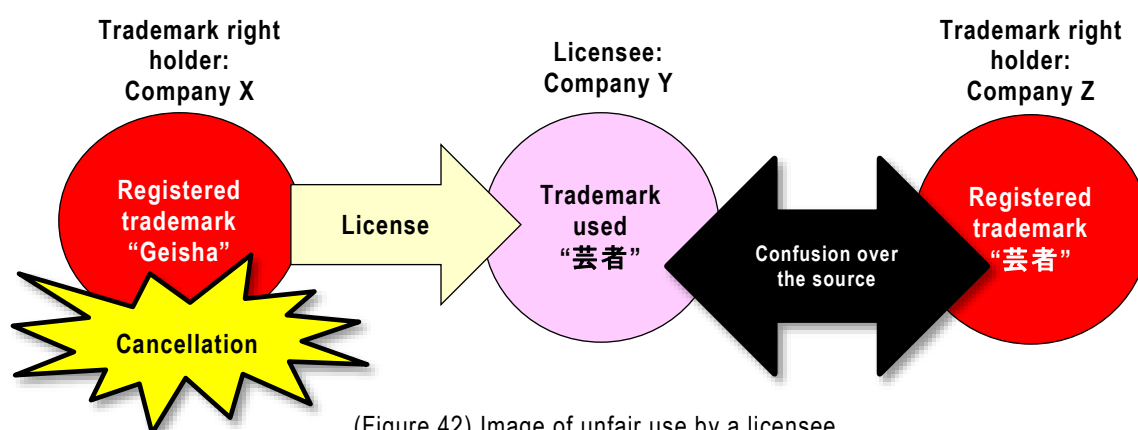 Trademark right
holder:
Company X
Licensee:
Company Y
Trademark right
holder:
Company Z
Registered
trademark
“Geisha”
License
Trademark
used
“芸者”
Confusion over
the source
Registered
trademark
“芸者”
Cancellation
(Figure 42) Image of unfair use by a licensee